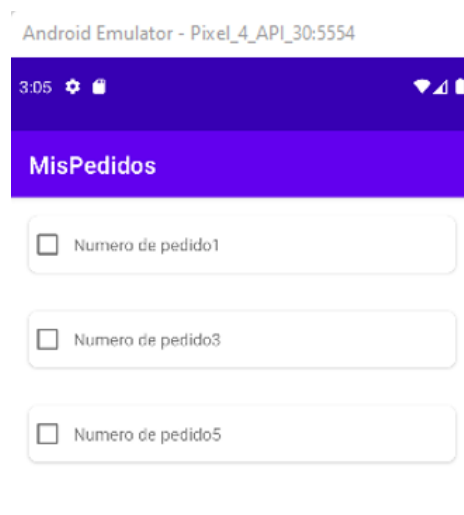 Android Emulator - Pixel_4_API_30:5554
3:05
MisPedidos
Numero de pedido1
Numero de pedido3
Numero de pedido5